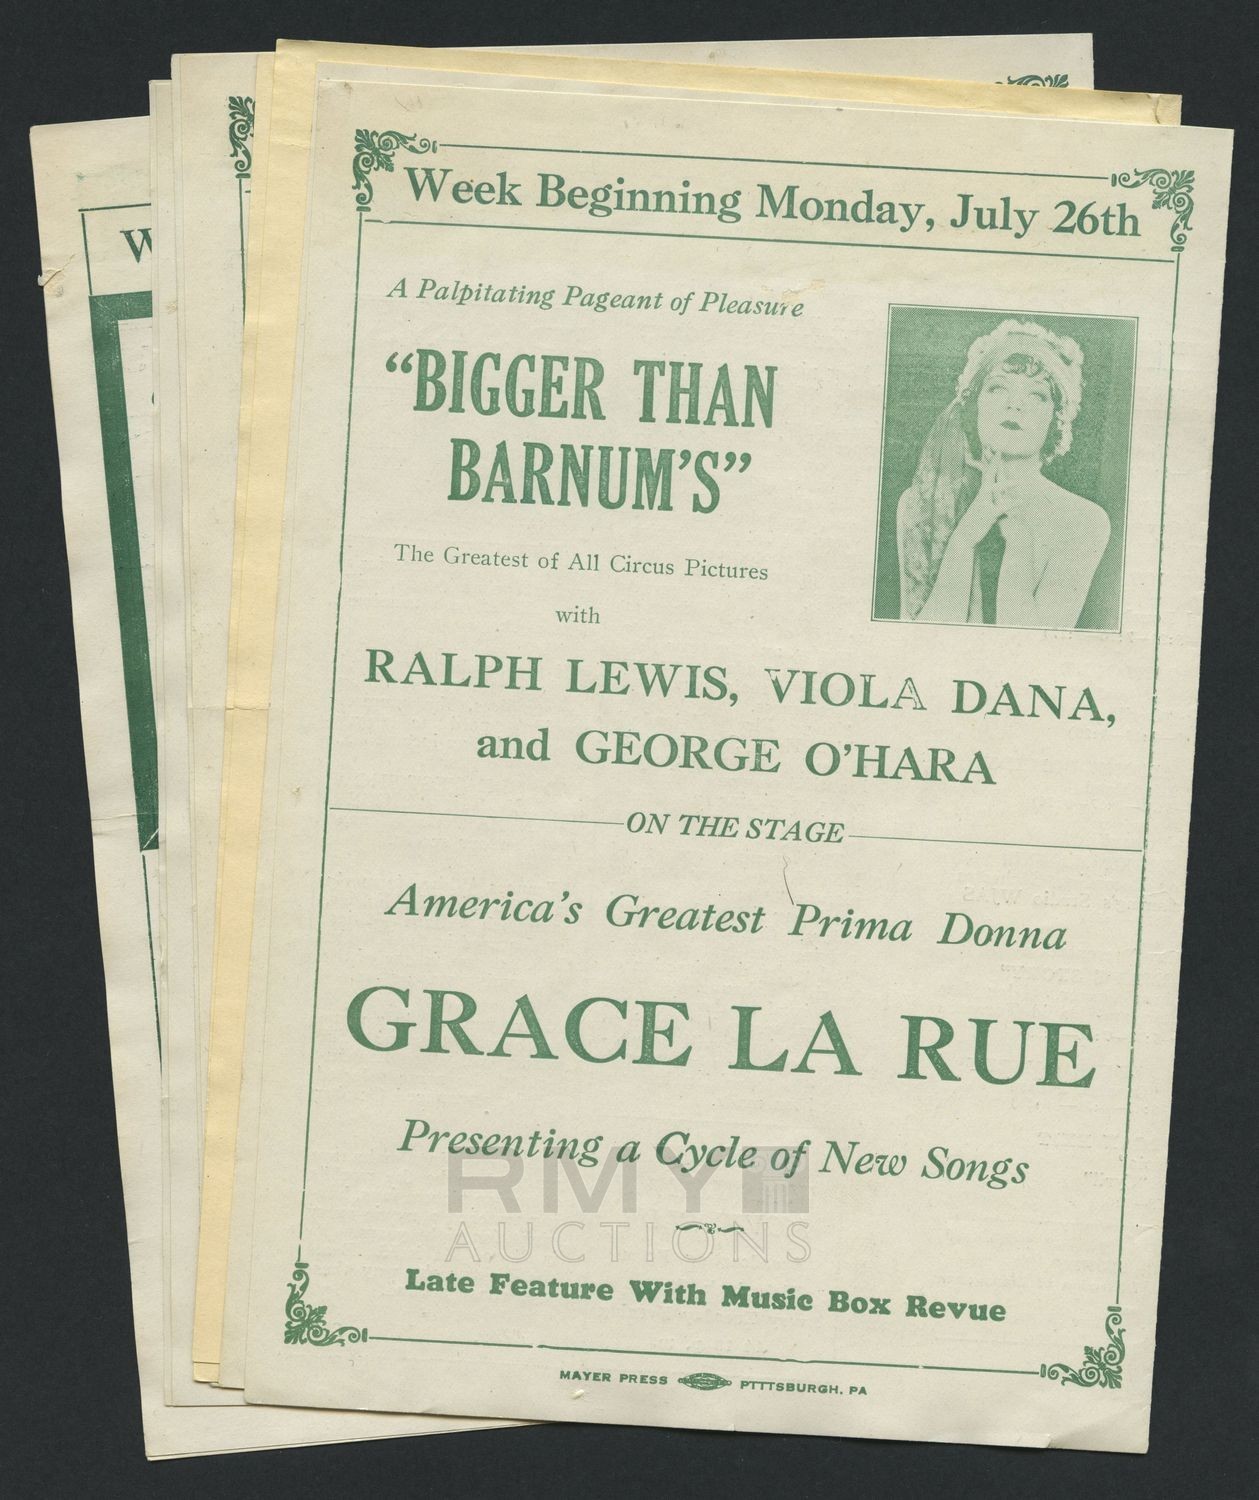 Week Beginning Monday, July 26th
A Palpitating Pageant of Pleasure
"BIGGER THAN
BARNUM'S"
The Greatest of All Circus Pictures
with
RALPH LEWIS, VIOLA DANA,
and GEORGE O'HARA
ON THE STAGE
America's Greatest Prima Donna
GRACE LA RUE
Presenting a Cycle of New Songs
RMY
AUCTIONS
Late Feature With Music Box Revue
MAYER PRESS PTTTSBURGH, PA
W